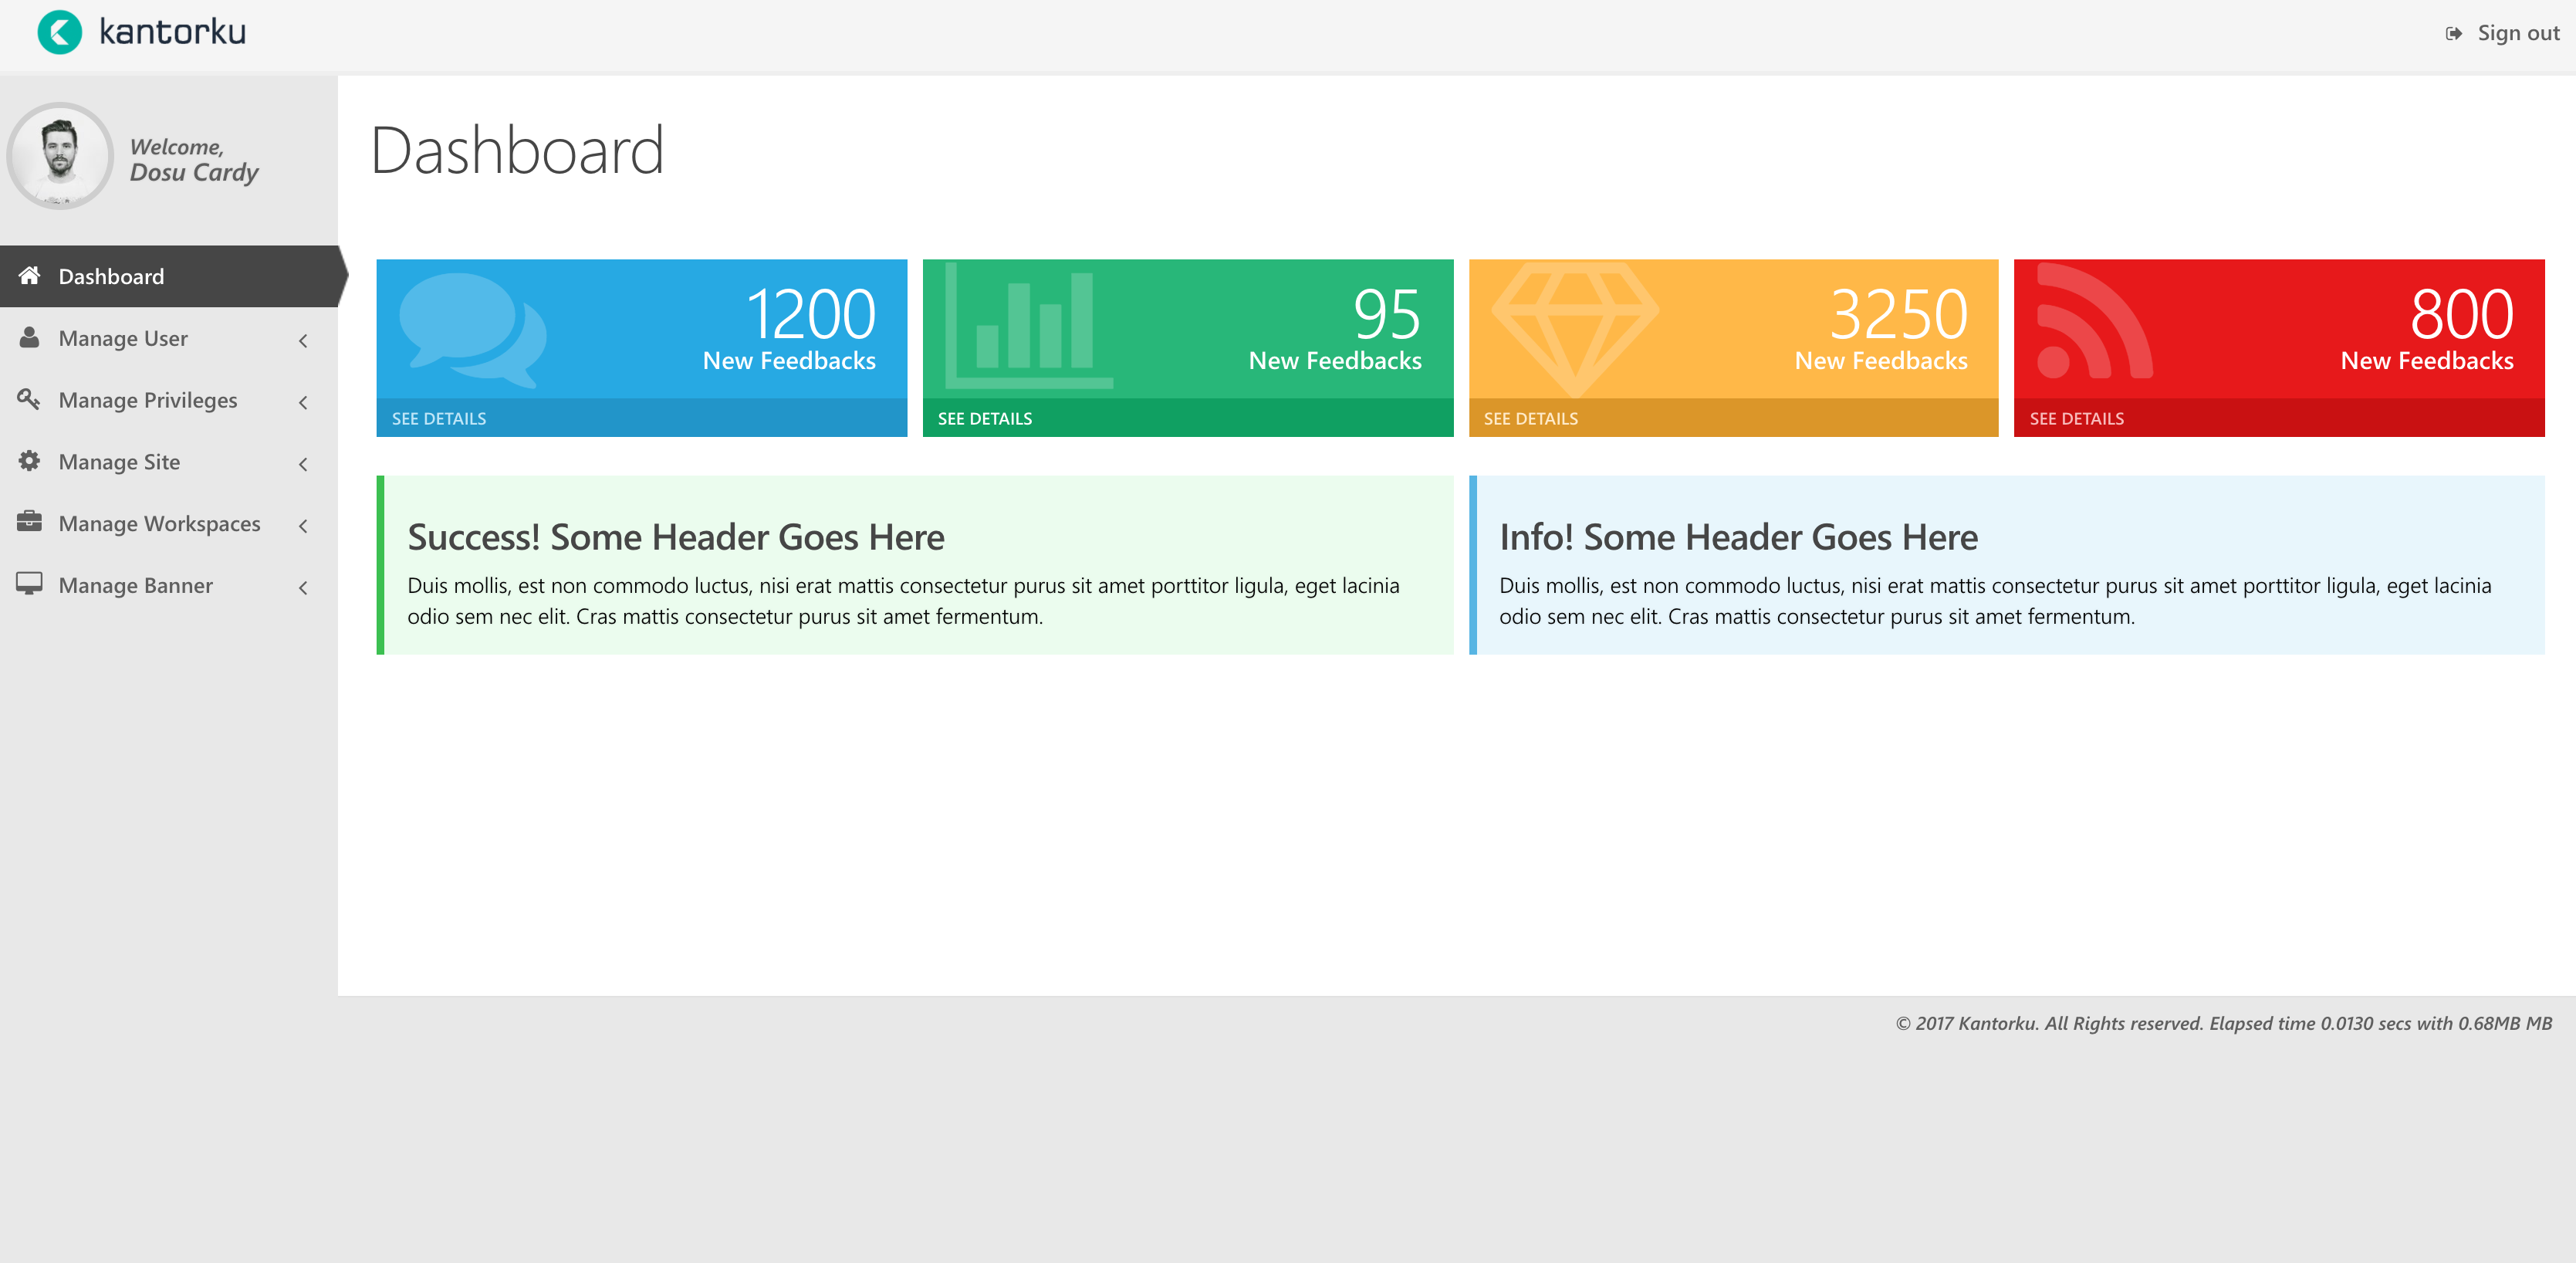 kantorku
Sign out
Welcome,
Dosu Cardy
Dashboard
Manage User
Manage Privileges
Manage Site
Manage Workspaces
Manage Banner
Dashboard
1200
New Feedbacks
SEE DETAILS
95
New Feedbacks
SEE DETAILS
3250
New Feedbacks
SEE DETAILS
800
New Feedbacks
SEE DETAILS
Success! Some Header Goes Here
Duis mollis, est non commodo luctus, nisi erat mattis consectetur purus sit amet porttitor ligula, eget lacinia
odio sem nec elit. Cras mattis consectetur purus sit amet fermentum.
Info! Some Header Goes Here
Duis mollis, est non commodo luctus, nisi erat mattis consectetur purus sit amet porttitor ligula, eget lacinia
odio sem nec elit. Cras mattis consectetur purus sit amet fermentum.
© 2017 Kantorku. All Rights reserved. Elapsed time 0.0130 secs with 0.68MB MB